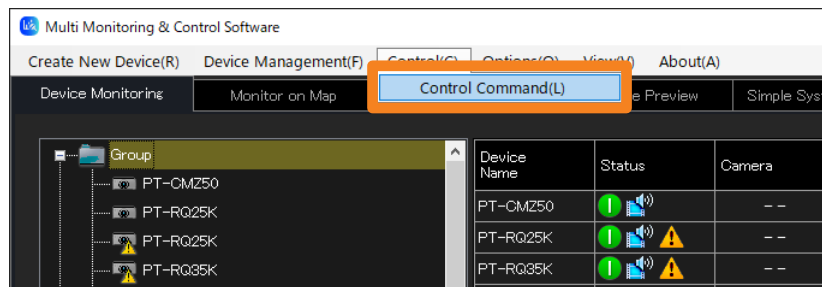 Multi Monitoring & Control Software
Create New Device(R) Device Management(F) Control(C) Options(O) View(V) About(A)
Device Monitoring Monitor on Map Control Command(L) e Preview Simple Sys
Group
Device Name Status Camera
PT-CMZ50
PT-CMZ50 --
PT-RQ25K
PT-RQ25K --
PT-RQ25K
PT-RQ35K
PT-RQ35K --